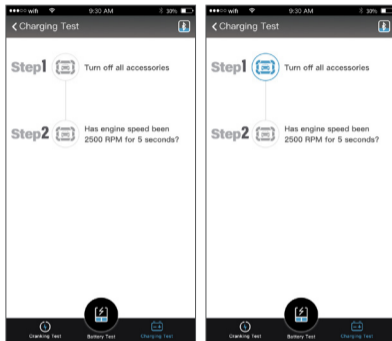 wifi 9:30 AM 30%
Charging Test
Step1 Turn off all accessories
Step2 Has engine speed been
2500 RPM for 5 seconds?
Cranking Test Battery Test Charging Test
wifi 9:30 AM 30%
Charging Test
Step1 Turn off all accessories
Step2 Has engine speed been
2500 RPM for 5 seconds?
Cranking Test Battery Test Charging Test